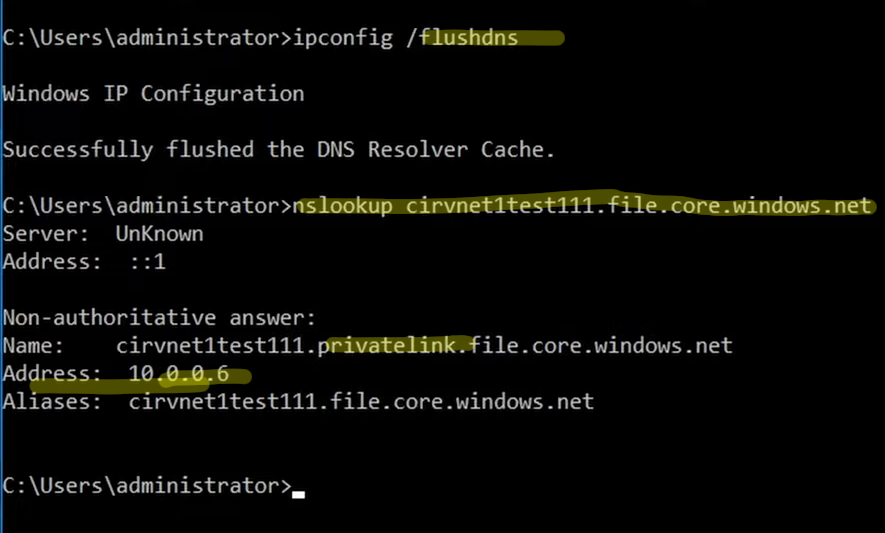 C:\Users\administrator>ipconfig /flushdns
Windows IP Configuration
Successfully flushed the DNS Resolver Cache.
C:\Users\administrator>nslookup cirvnet1test111.file.core.windows.net
Server:  UnKnown
Address:  ::1
Non-authoritative answer:
Name:    cirvnet1test111.privatelink.file.core.windows.net
Address:  10.0.0.6
Aliases:  cirvnet1test111.file.core.windows.net
C:\Users\administrator>